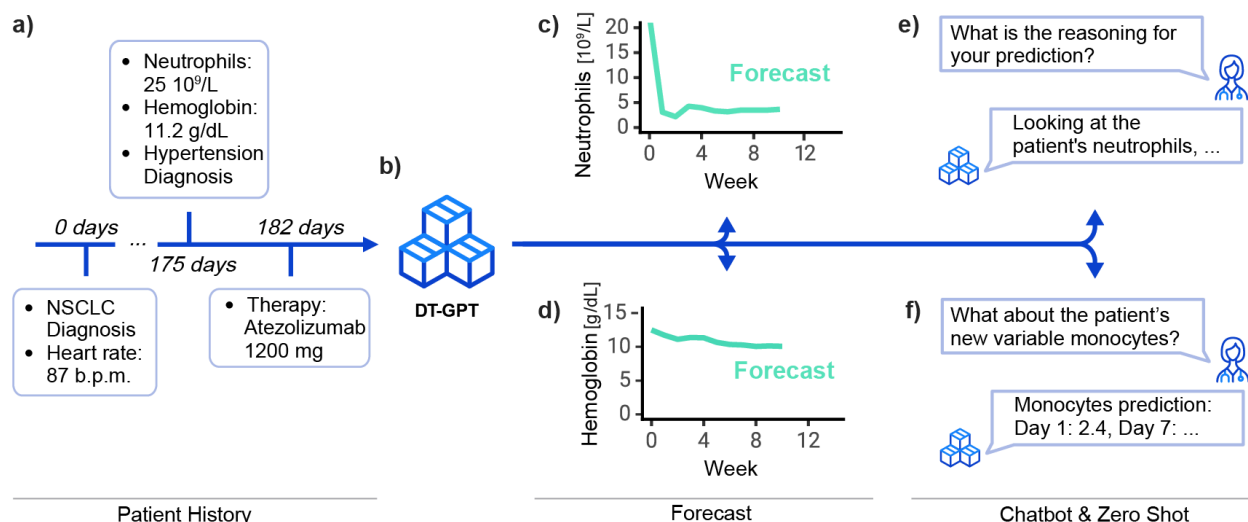 a)
• Neutrophils:
25 10⁹/L
• Hemoglobin:
11.2 g/dL
• Hypertension
Diagnosis
0 days
...
175 days
182 days
• NSCLC
Diagnosis
• Heart rate:
87 b.p.m.
• Therapy:
Atezolizumab
1200 mg
Patient History
b)
DT-GPT
c)
Neutrophils [10⁹/L]
20
15
10
5
0
Forecast
0
4
8
12
Week
d)
Hemoglobin [g/dL]
15
10
5
0
Forecast
0
4
8
12
Week
Forecast
e)
What is the reasoning for
your prediction?
Looking at the
patient's neutrophils, ...
f)
What about the patient's
new variable monocytes?
Monocytes prediction:
Day 1: 2.4, Day 7: ...
Chatbot & Zero Shot